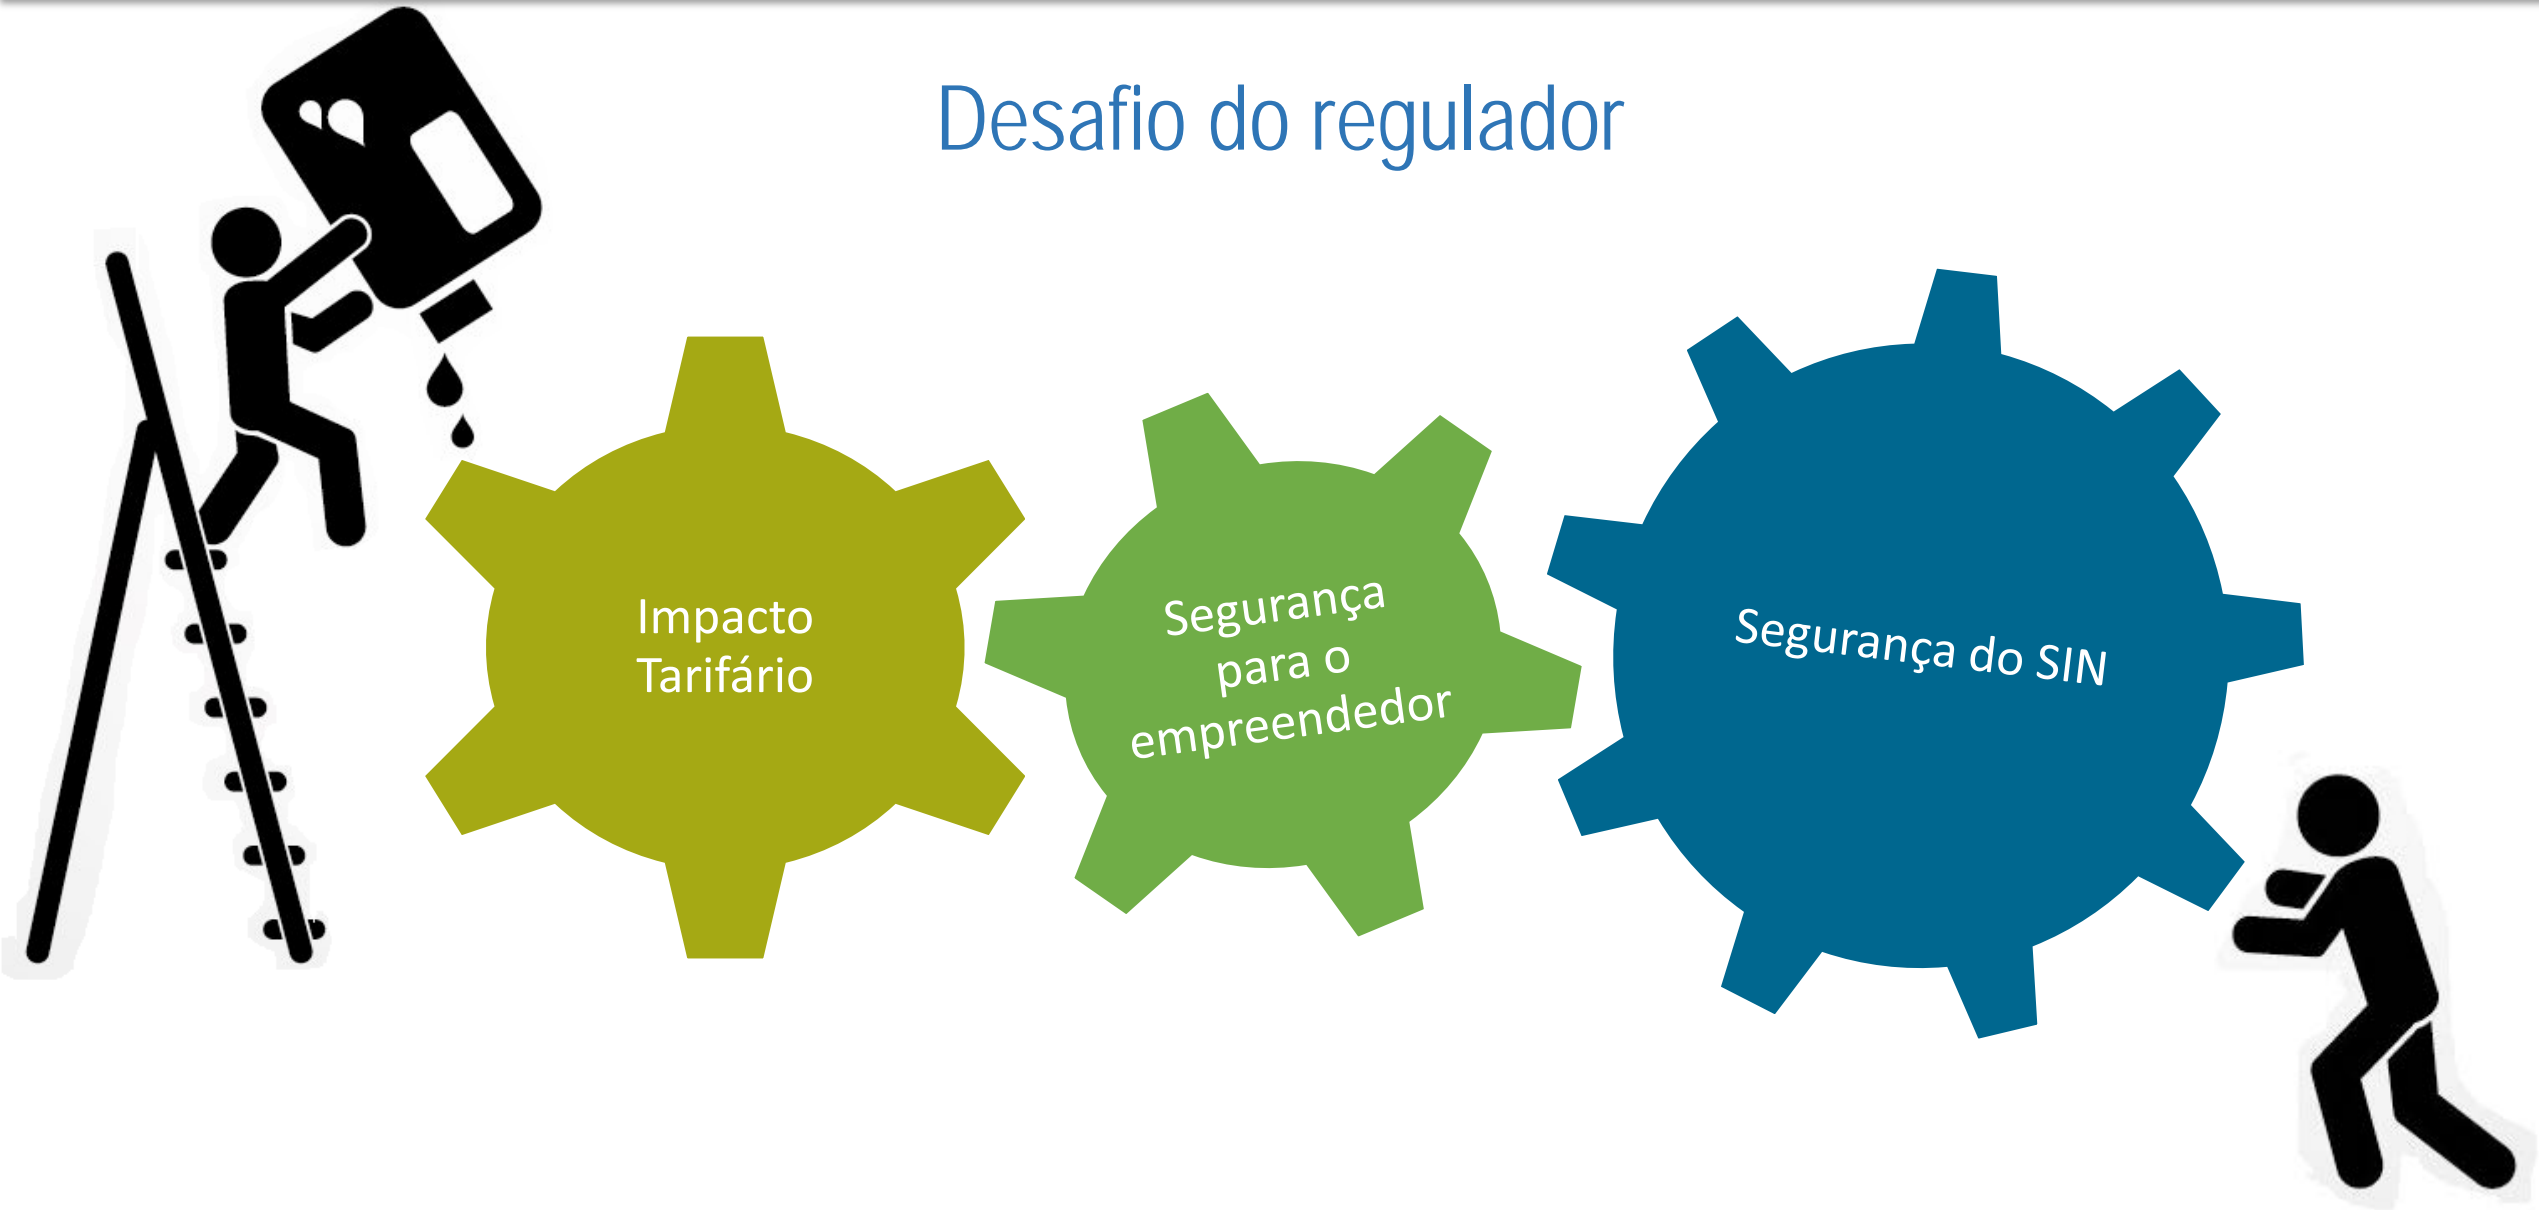 Desafio do regulador
Impacto
Tarifário
Segurança
para o
empreendedor
Segurança do SIN